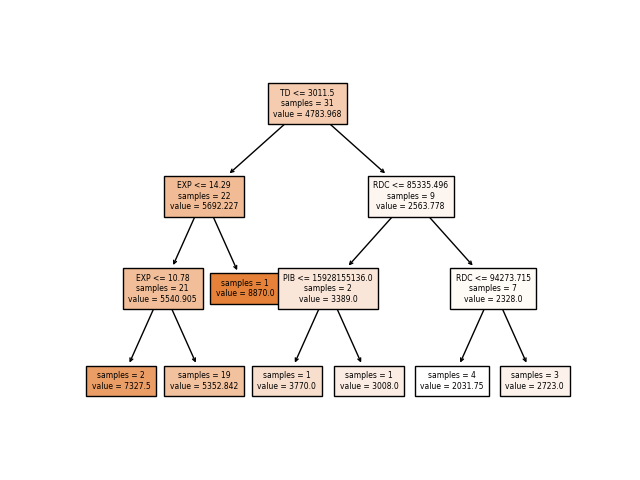 TD <= 3011.5
samples = 31
value = 4783.968
EXP <= 14.29
samples = 22
value = 5692.227
RDC <= 85335.496
samples = 9
value = 2563.778
EXP <= 10.78
samples = 21
value = 5540.905
samples = 1
value = 8870.0
PIB <= 15928155136.0
samples = 2
value = 3389.0
RDC <= 94273.715
samples = 7
value = 2328.0
samples = 2
value = 7327.5
samples = 19
value = 5352.842
samples = 1
value = 3770.0
samples = 1
value = 3008.0
samples = 4
value = 2031.75
samples = 3
value = 2723.0